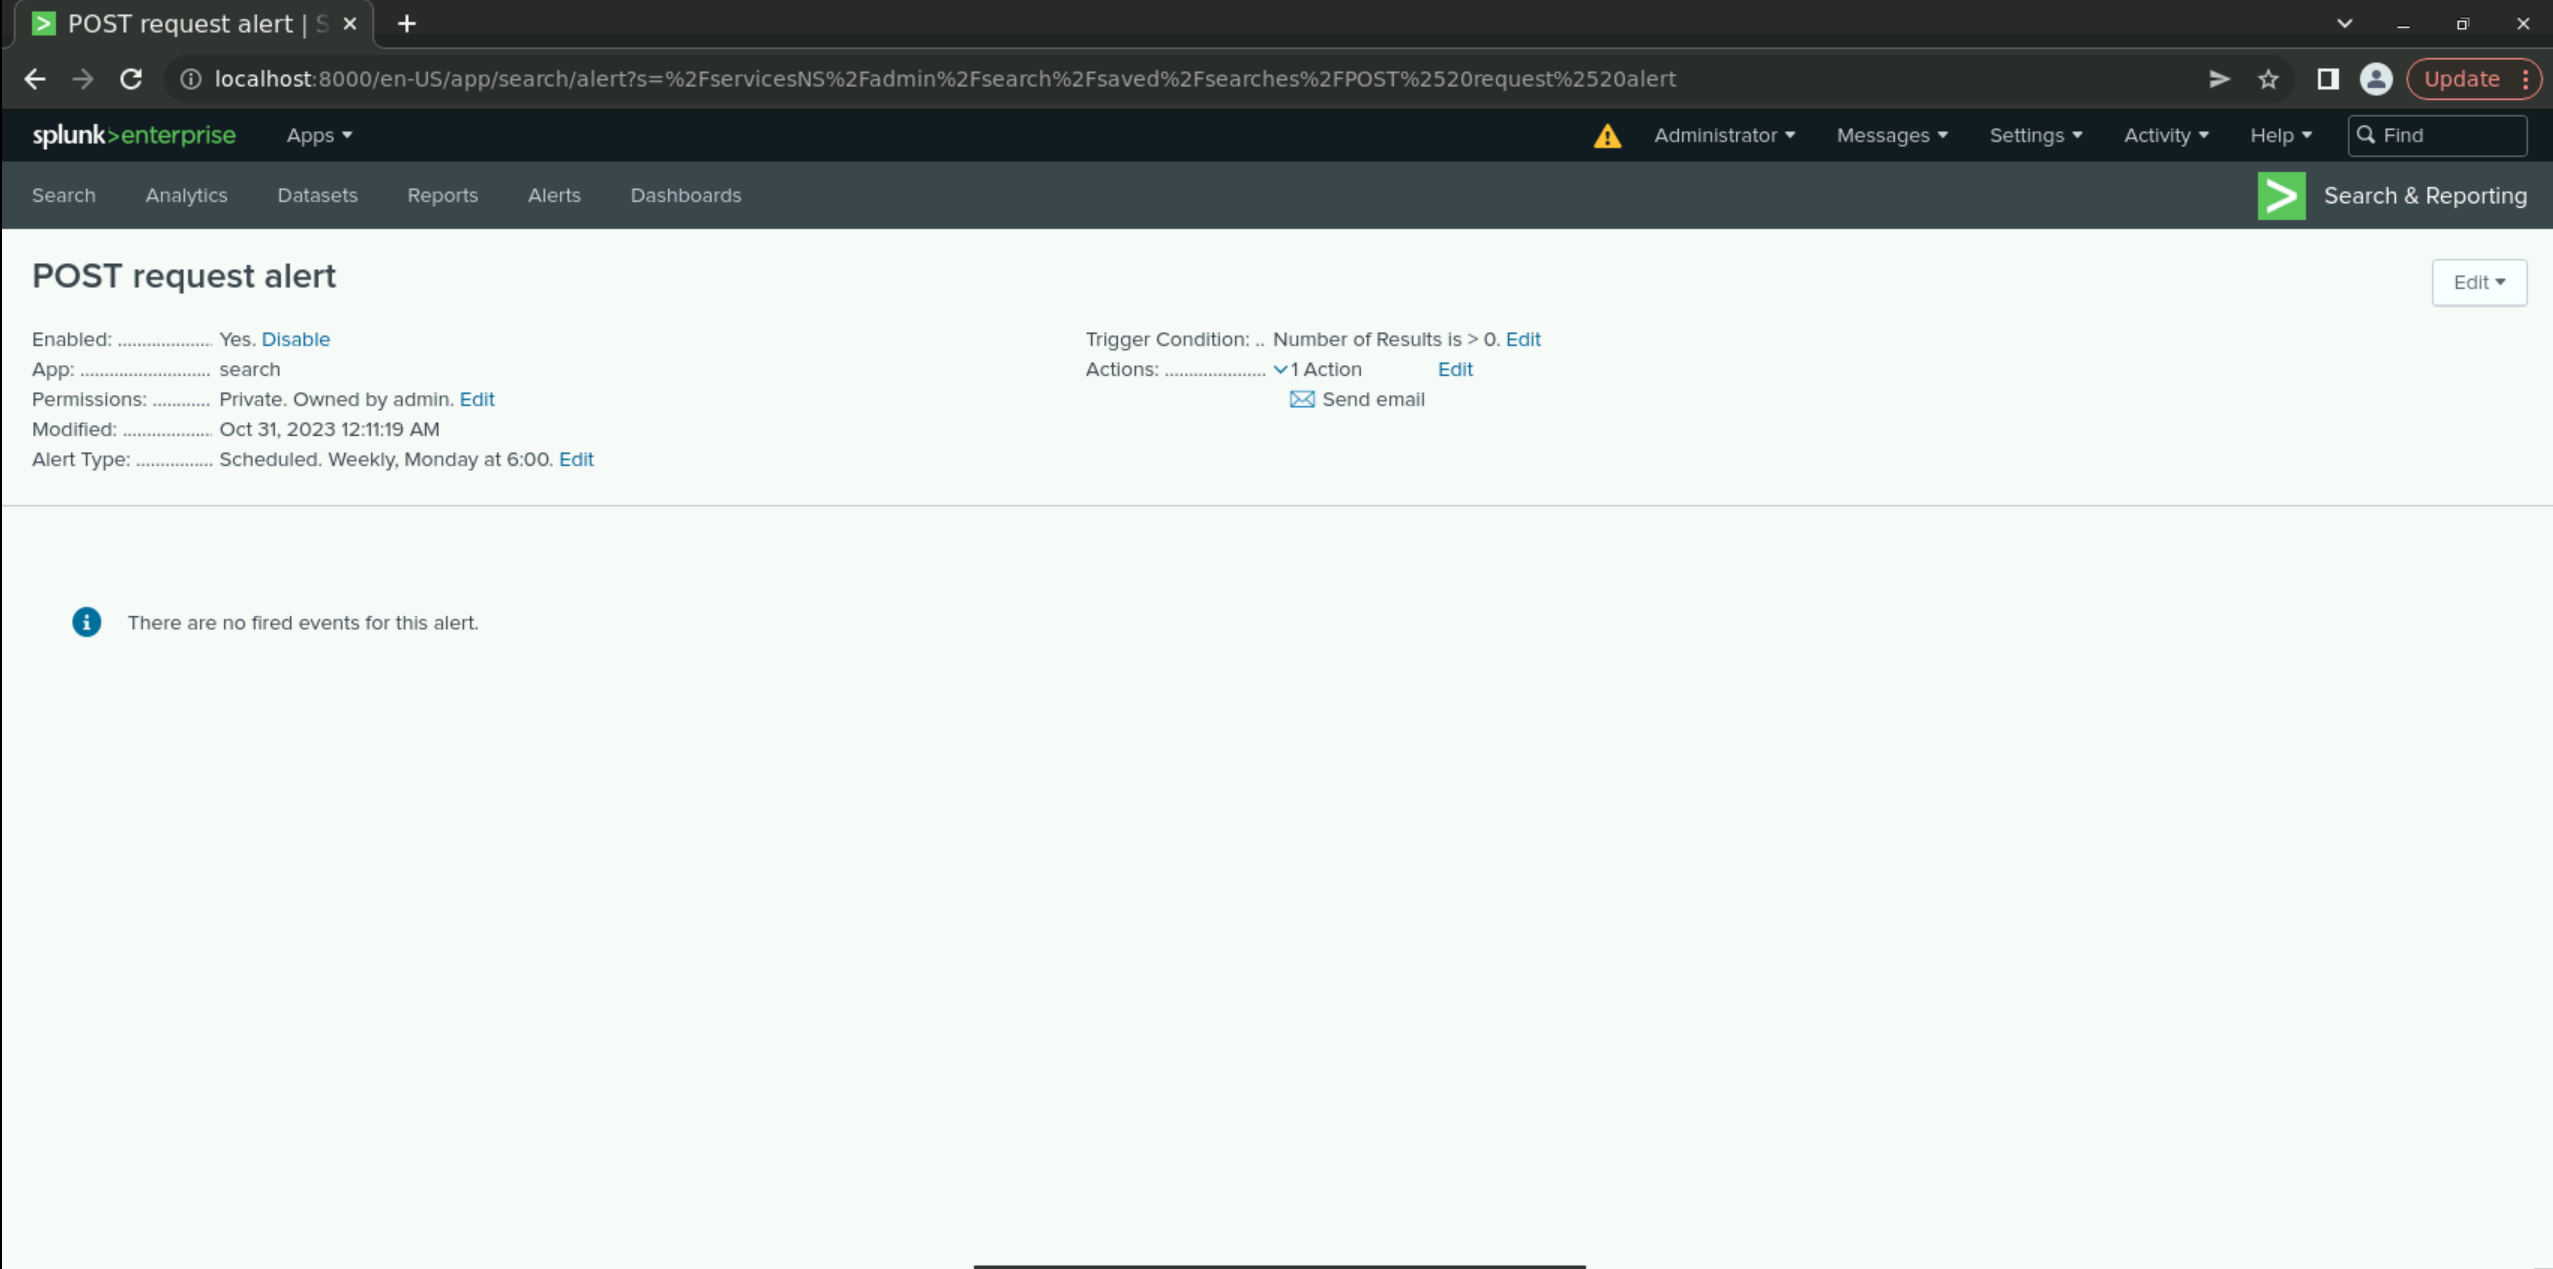 POST request alert | S
localhost:8000/en-US/app/search/alert?s=%2FservicesNS%2Fadmin%2Fsearch%2Fsaved%2Fsearches%2FPOST%2520request%2520alert
Update
splunk>enterprise Apps Administrator Messages Settings Activity Help Find
Search Analytics Datasets Reports Alerts Dashboards Search & Reporting
POST request alert
Edit
Enabled: .................... Yes. Disable
App: ........................... search
Permissions: ............ Private. Owned by admin. Edit
Modified: ................... Oct 31, 2023 12:11:19 AM
Alert Type: ................ Scheduled. Weekly, Monday at 6:00. Edit
Trigger Condition: .. Number of Results is > 0. Edit
Actions: ..................... 1 Action Edit
Send email
There are no fired events for this alert.